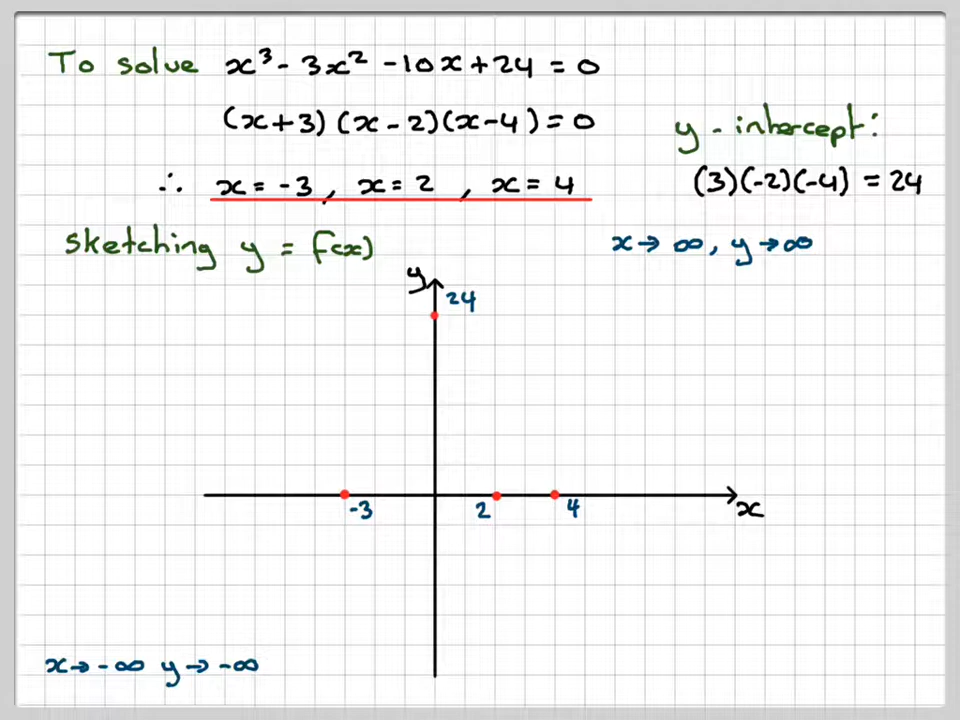 To solve x³ - 3x² - 10x + 24 = 0
(x + 3) (x - 2)(x - 4) = 0
y - intercept:
∴ x = -3, x = 2, x = 4
(3)(-2)(-4) = 24
sketching y = f(x)
x → ∞, y → ∞
y
24
-3
2
4
x
x → -∞ y → -∞